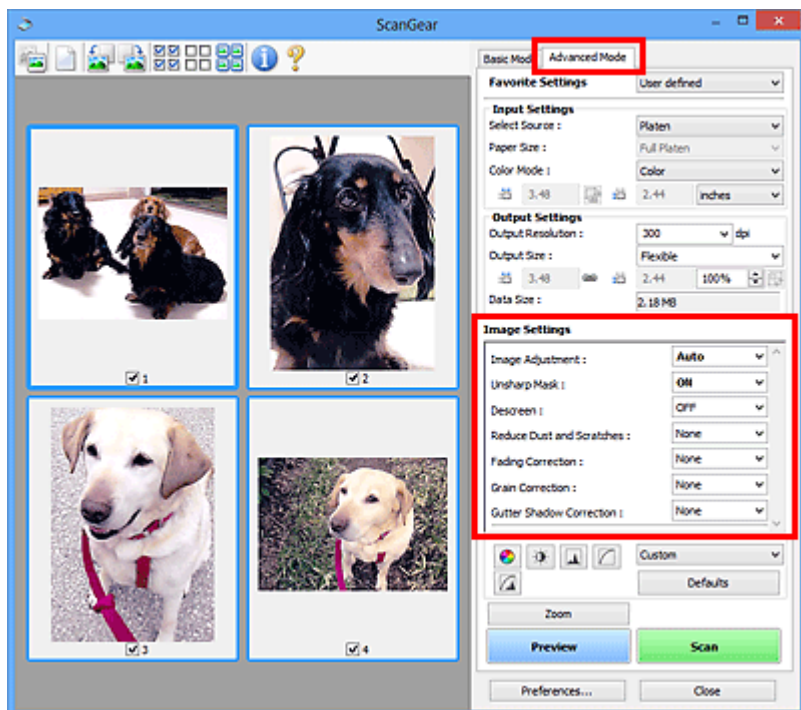 ScanGear
Basic Mod
Advanced Mode
Favorite Settings User defined
Input Settings
Select Source : Platen
Paper Size : Full Platen
Color Mode : Color
3.48 2.44 inches
Output Settings
Output Resolution : 300 dpi
Output Size : Flexible
3.48 2.44 100%
Data Size : 2.18 MB
Image Settings
Image Adjustment : Auto
Unsharp Mask : ON
Descreen : OFF
Reduce Dust and Scratches : None
Fading Correction : None
Grain Correction : None
Gutter Shadow Correction : None
Custom
Defaults
Zoom
Preview Scan
Preferences... Close
1
2
3
4